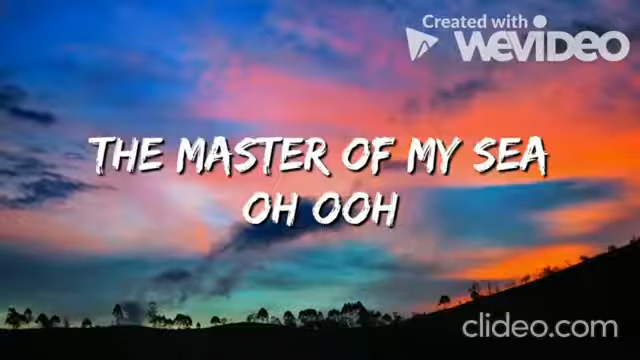 Created with
WEVIDEO
THE MASTER OF MY SEA
OH OOH
clideo.com